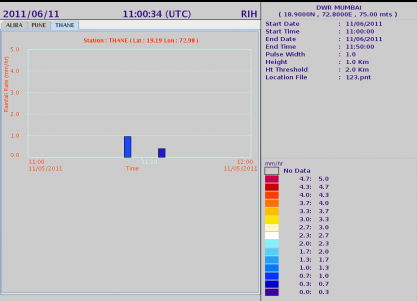 2011/06/11 11:00:34 (UTC) RIH
ALIBA PUNE THANE
Station : THANE ( Lat : 19.19 Lon : 72.98 )
Rainfall Rate (mm/hr)
5.0
4.0
3.0
2.0
1.0
0.0
11:00 11:30 12:00
11/05/2011 Time 11/05/2011
DWR MUMBAI
( 18.9000N , 72.8000E , 75.00 mts )
Start Date : 11/06/2011
Start Time : 11:00:00
End Date : 11/06/2011
End Time : 11:50:00
Pulse Width : 1.0
Height : 1.0 Km
Ht Threshold : 2.0 Km
Location File : 123.pnt
mm/hr
No Data
4.7: 5.0
4.3: 4.7
4.0: 4.3
3.7: 4.0
3.3: 3.7
3.0: 3.3
2.7: 3.0
2.3: 2.7
2.0: 2.3
1.7: 2.0
1.3: 1.7
1.0: 1.3
0.7: 1.0
0.3: 0.7
0.0: 0.3